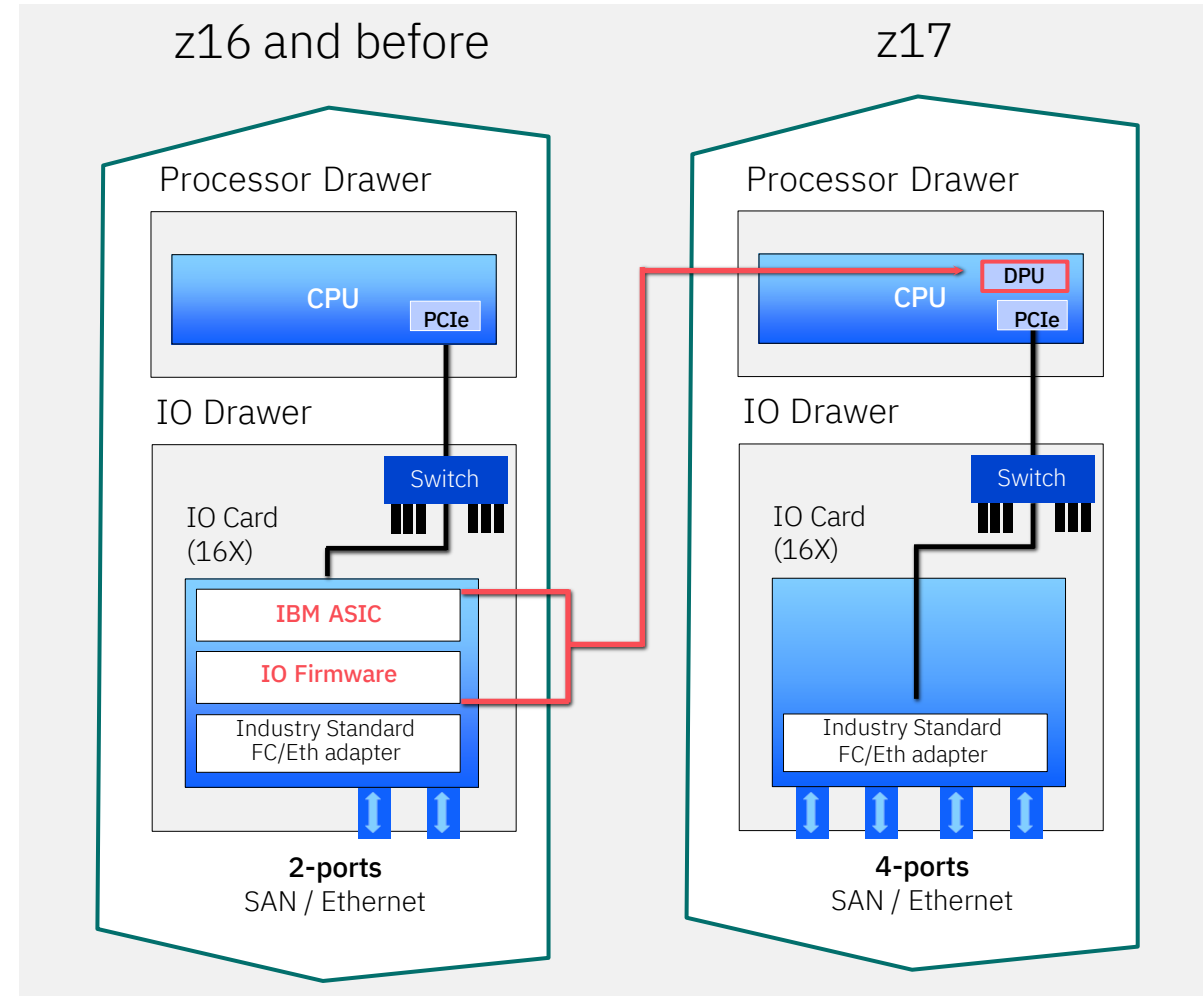 z16 and before
Processor Drawer
CPU
PCIe
IO Drawer
Switch
IO Card
(16X)
IBM ASIC
IO Firmware
Industry Standard
FC/Eth adapter
2-ports
SAN / Ethernet
z17
Processor Drawer
DPU
CPU
PCIe
IO Drawer
Switch
IO Card
(16X)
Industry Standard
FC/Eth adapter
4-ports
SAN / Ethernet